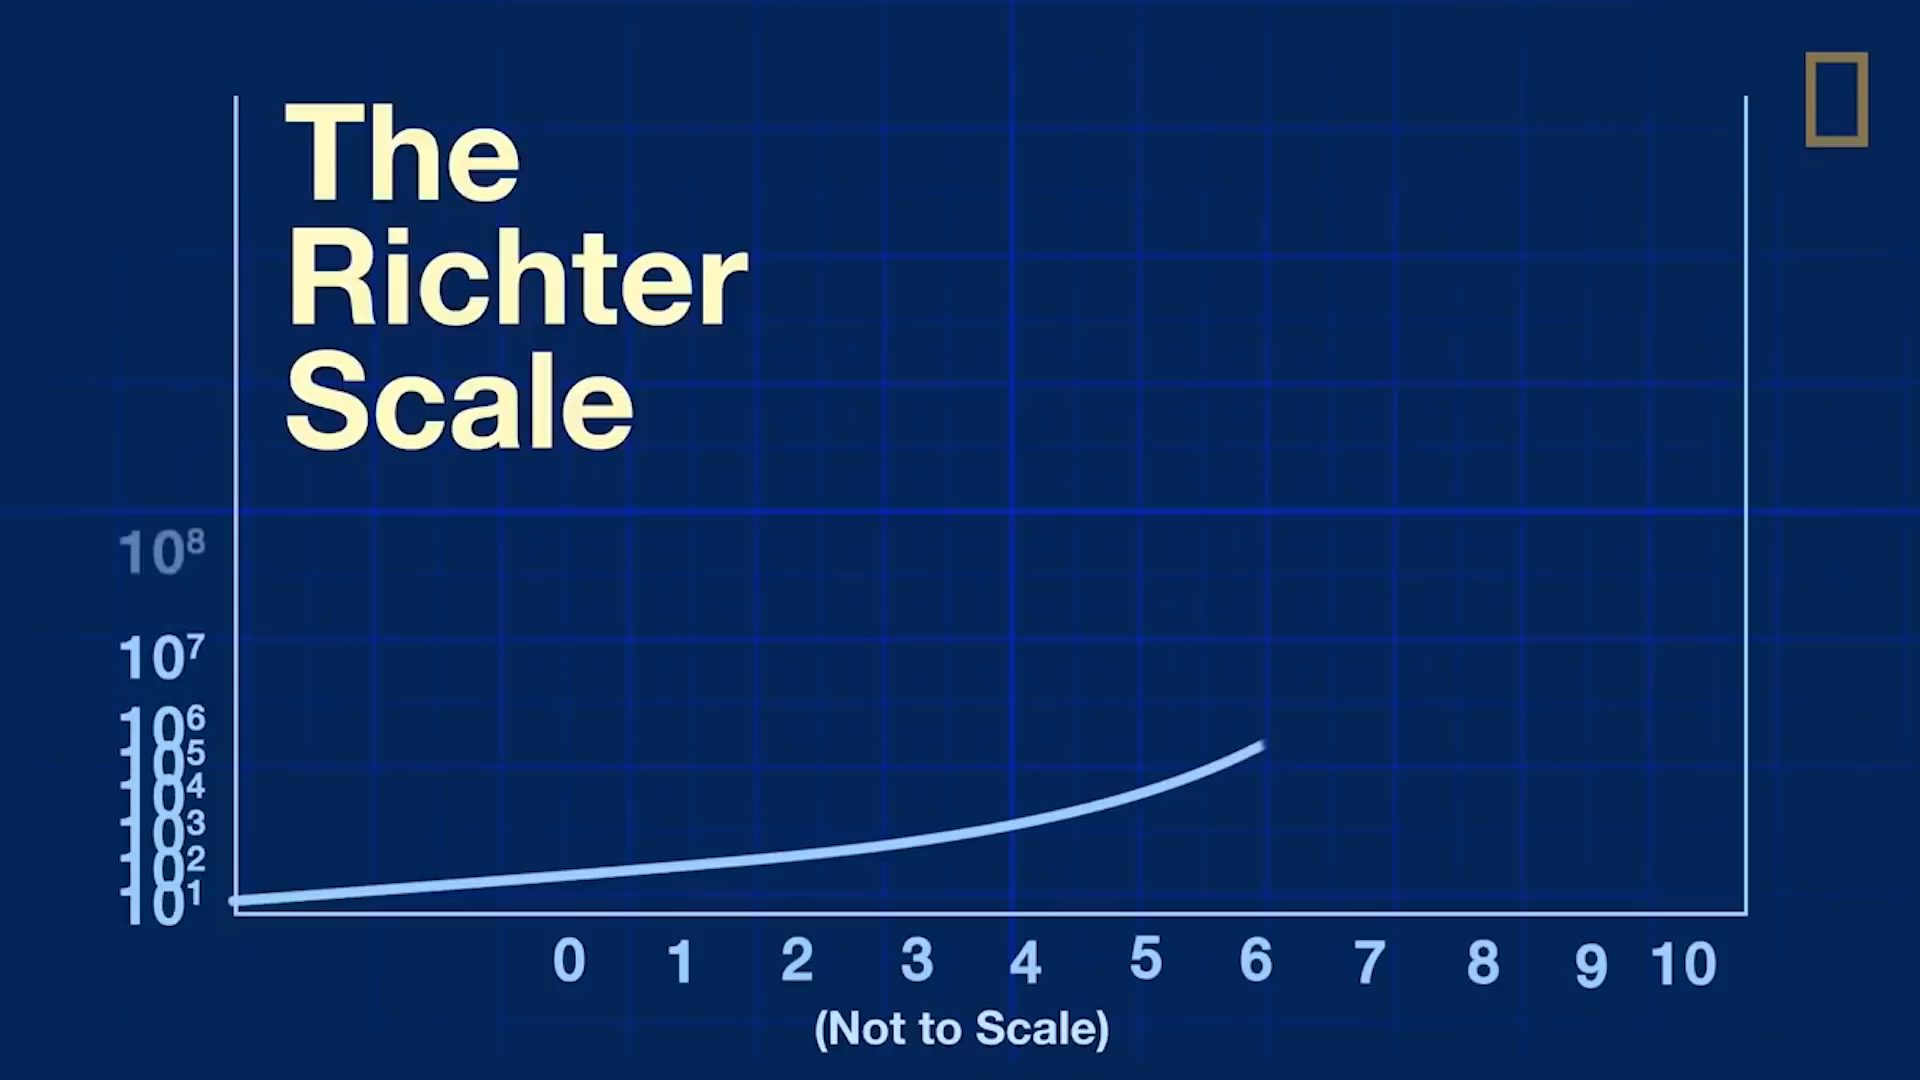 The
Richter
Scale
10⁸
10⁷
10⁶
10⁵
10⁴
10³
10²
10¹
0 1 2 3 4 5 6 7 8 9 10
(Not to Scale)